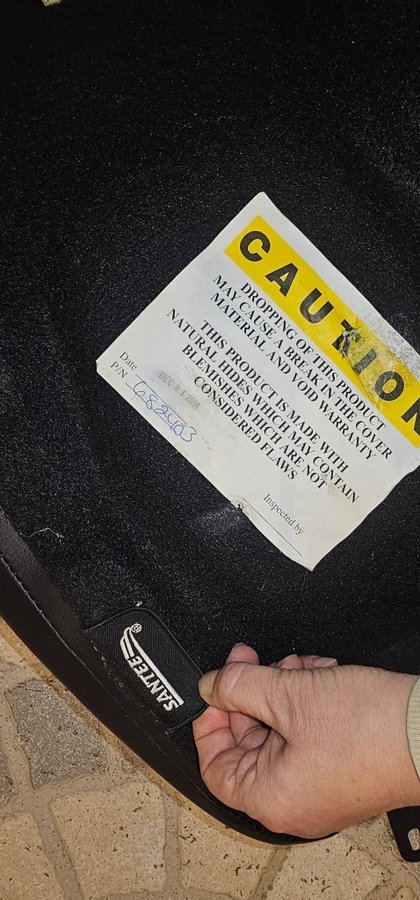 CAUTION
DROPPING OF THIS PRODUCT
MAY CAUSE A BREAK IN THE COVER
MATERIAL AND VOID WARRANTY
THIS PRODUCT IS MADE WITH
NATURAL HIDES WHICH MAY CONTAIN
BLEMISHES WHICH ARE NOT
CONSIDERED FLAWS
Date
P/N
Inspected by
SANTEE®